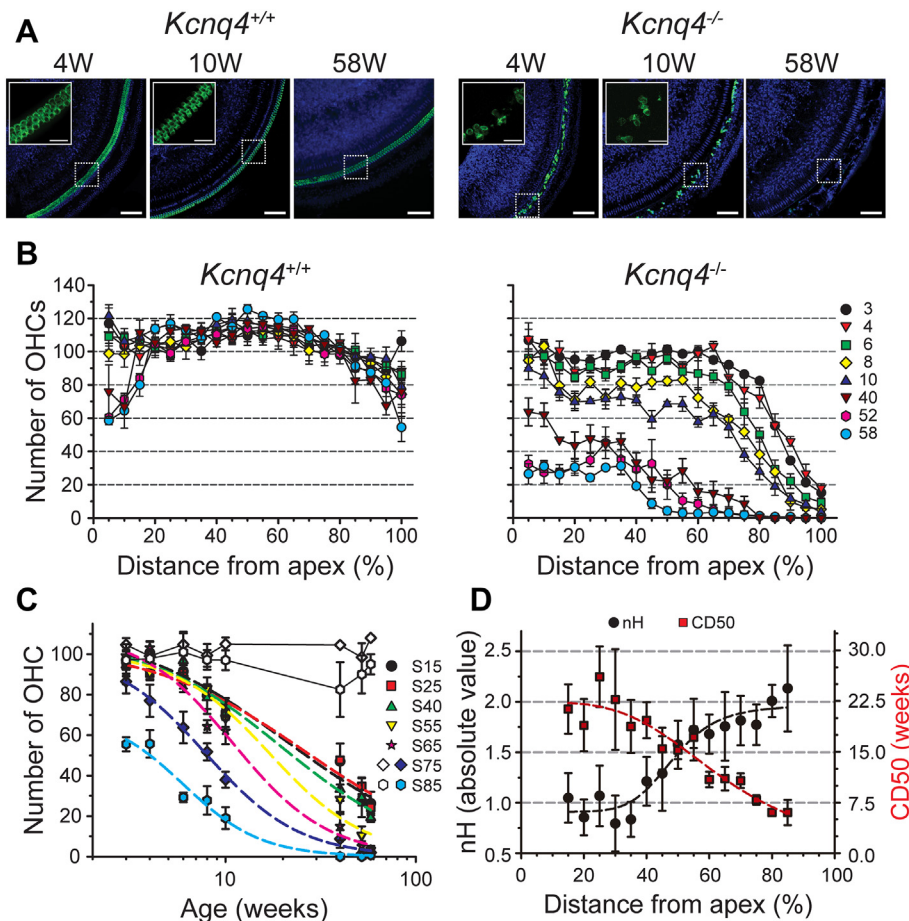 A
Kcnq4+/+
Kcnq4-/-
4W 10W 58W 4W 10W 58W
B
Kcnq4+/+
Kcnq4-/-
Number of OHCs
140
120
100
80
60
40
20
0
0 20 40 60 80 100
Distance from apex (%)
0 20 40 60 80 100
Distance from apex (%)
3
4
6
8
10
40
52
58
C
Number of OHC
100
80
60
40
20
0
10 100
Age (weeks)
S15
S25
S40
S55
S65
S75
S85
D
nH CD50
nH (absolute value)
2.5
2.0
1.5
1.0
0.5
0 20 40 60 80 100
Distance from apex (%)
30.0
22.5
15.0
7.5
0.0
CD50 (weeks)